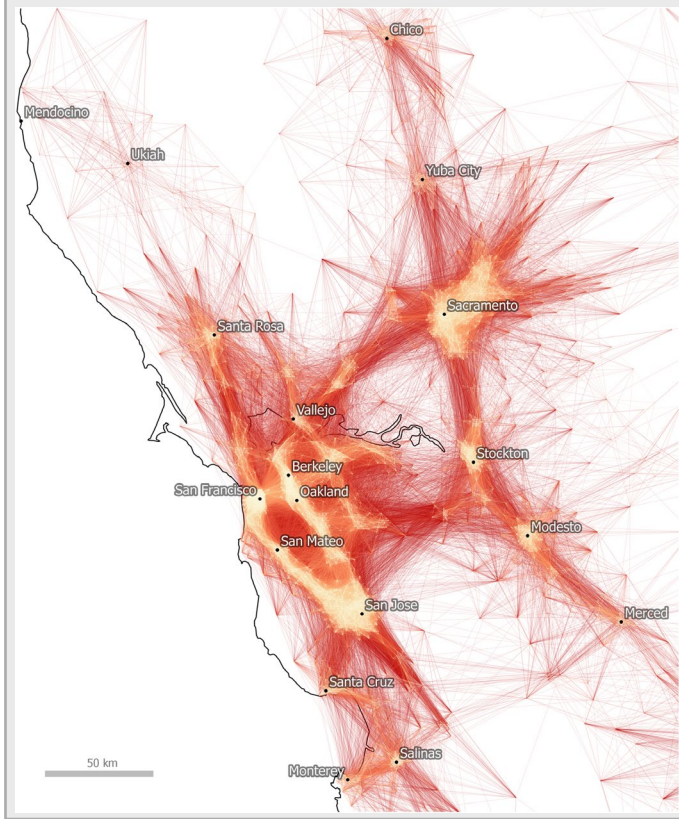 Chico
Mendocino
Ukiah
Yuba City
Sacramento
Santa Rosa
Vallejo
Stockton
Berkeley
San Francisco
Oakland
Modesto
San Mateo
San Jose
Merced
Santa Cruz
Salinas
50 km
Monterey